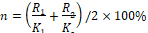 n = (R₁/K₁ + R₂/K₂) /2 × 100%